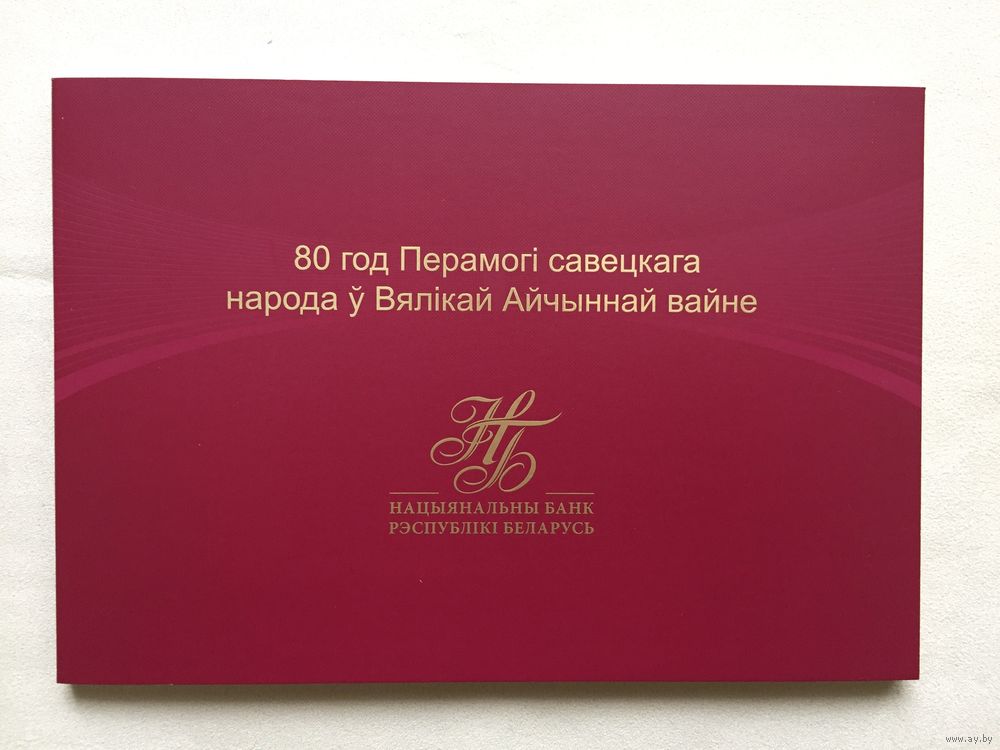 80 год Перамогі савецкага
народа ў Вялікай Айчыннай вайне
НБ
НАЦЫЯНАЛЬНЫ БАНК
РЭСПУБЛІКІ БЕЛАРУСЬ
www.ay.by